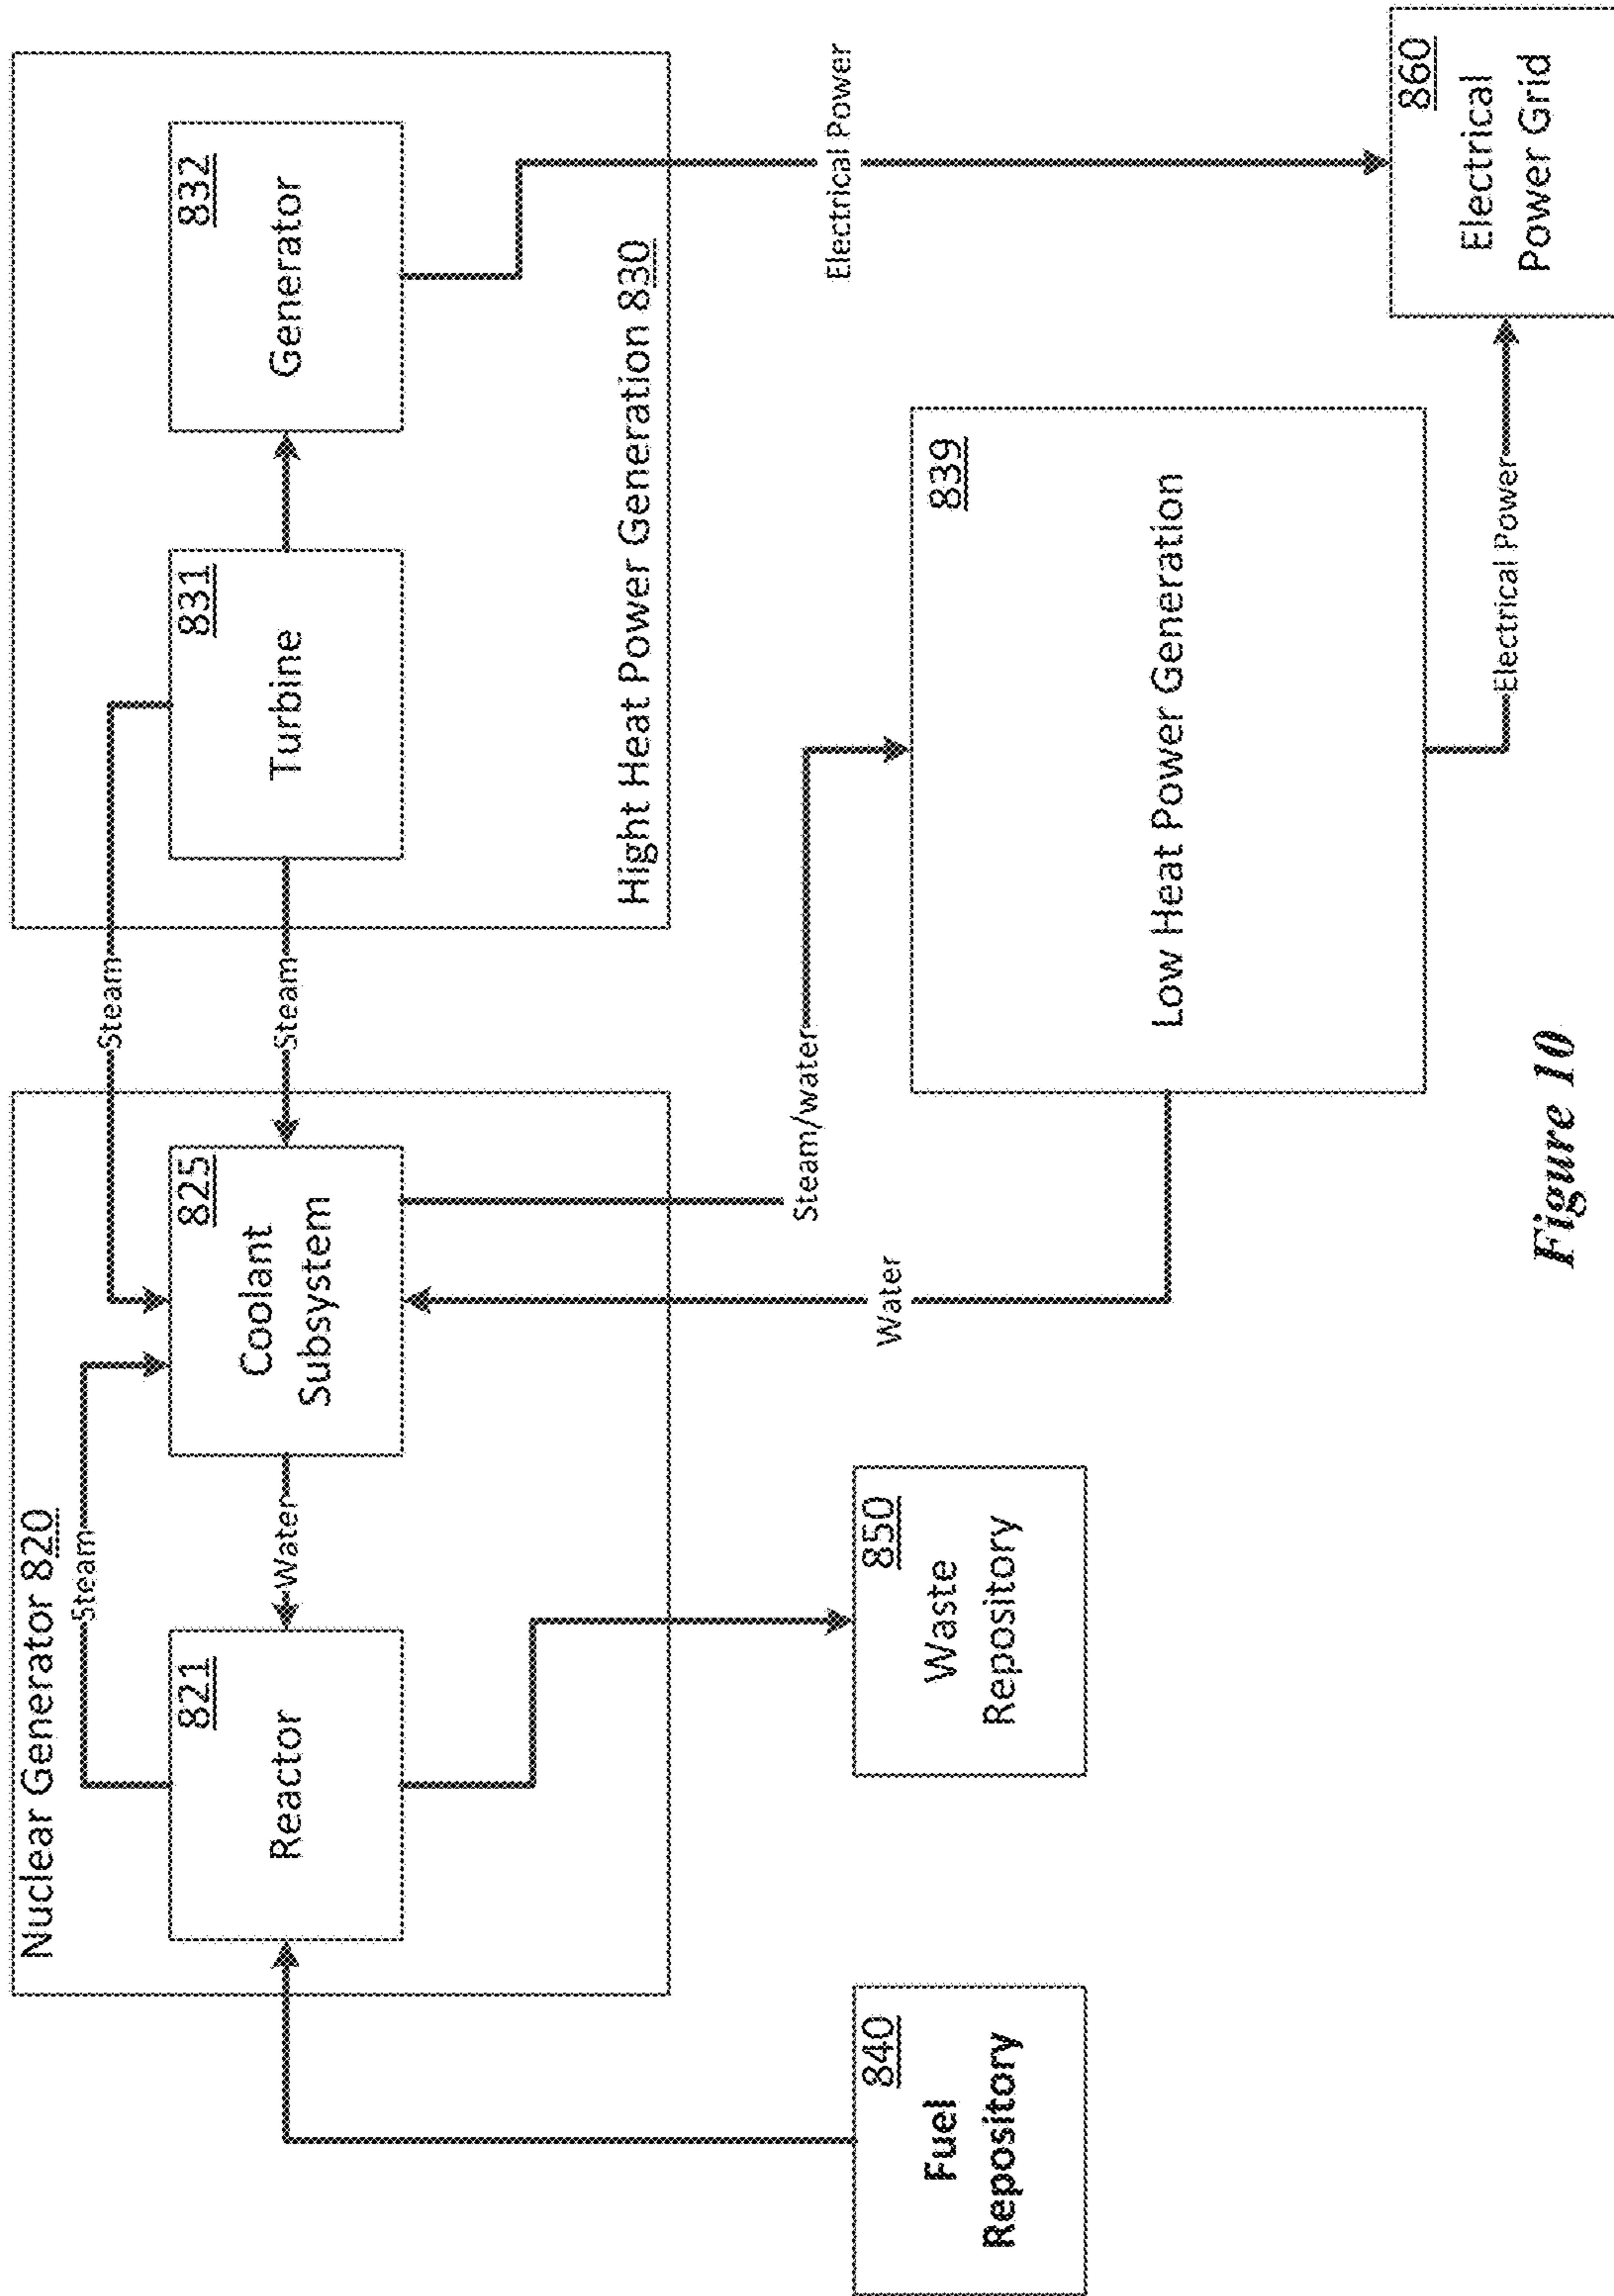 Nuclear Generator 820
Steam
821
Reactor
Water
825
Coolant
Subsystem
Steam
Steam
831
Turbine
832
Generator
Hight Heat Power Generation 830
840
Fuel
Repository
850
Waste
Repository
Water
Steam/water
839
Low Heat Power Generation
Electrical Power
Electrical Power
860
Electrical
Power Grid
Figure 10